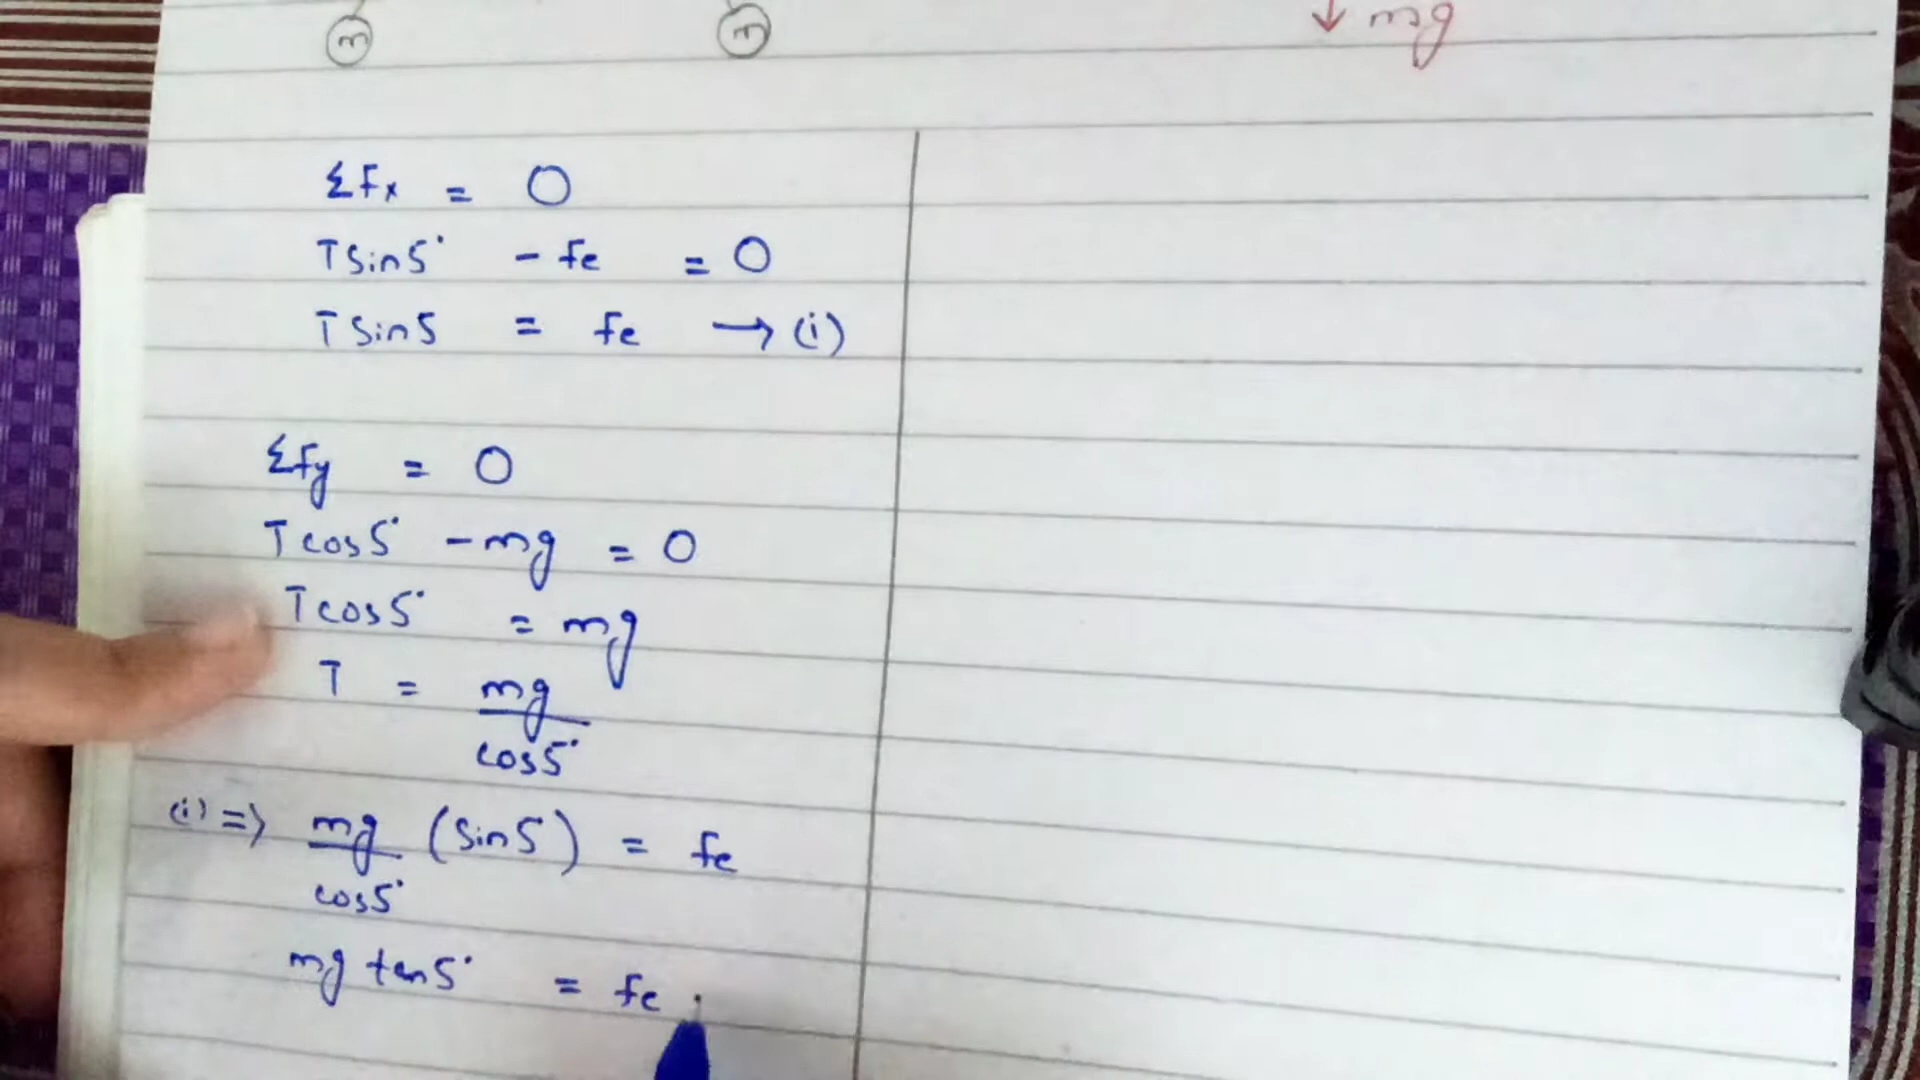 m m ↓ mg
ΣFx = 0
Tsin5° - fe = 0
Tsin5 = fe → (i)
Σfy = 0
Tcos5° - mg = 0
Tcos5° = mg
T = mg
cos5°
(i) => mg (sin5) = fe
cos5°
mg tan5° = fe